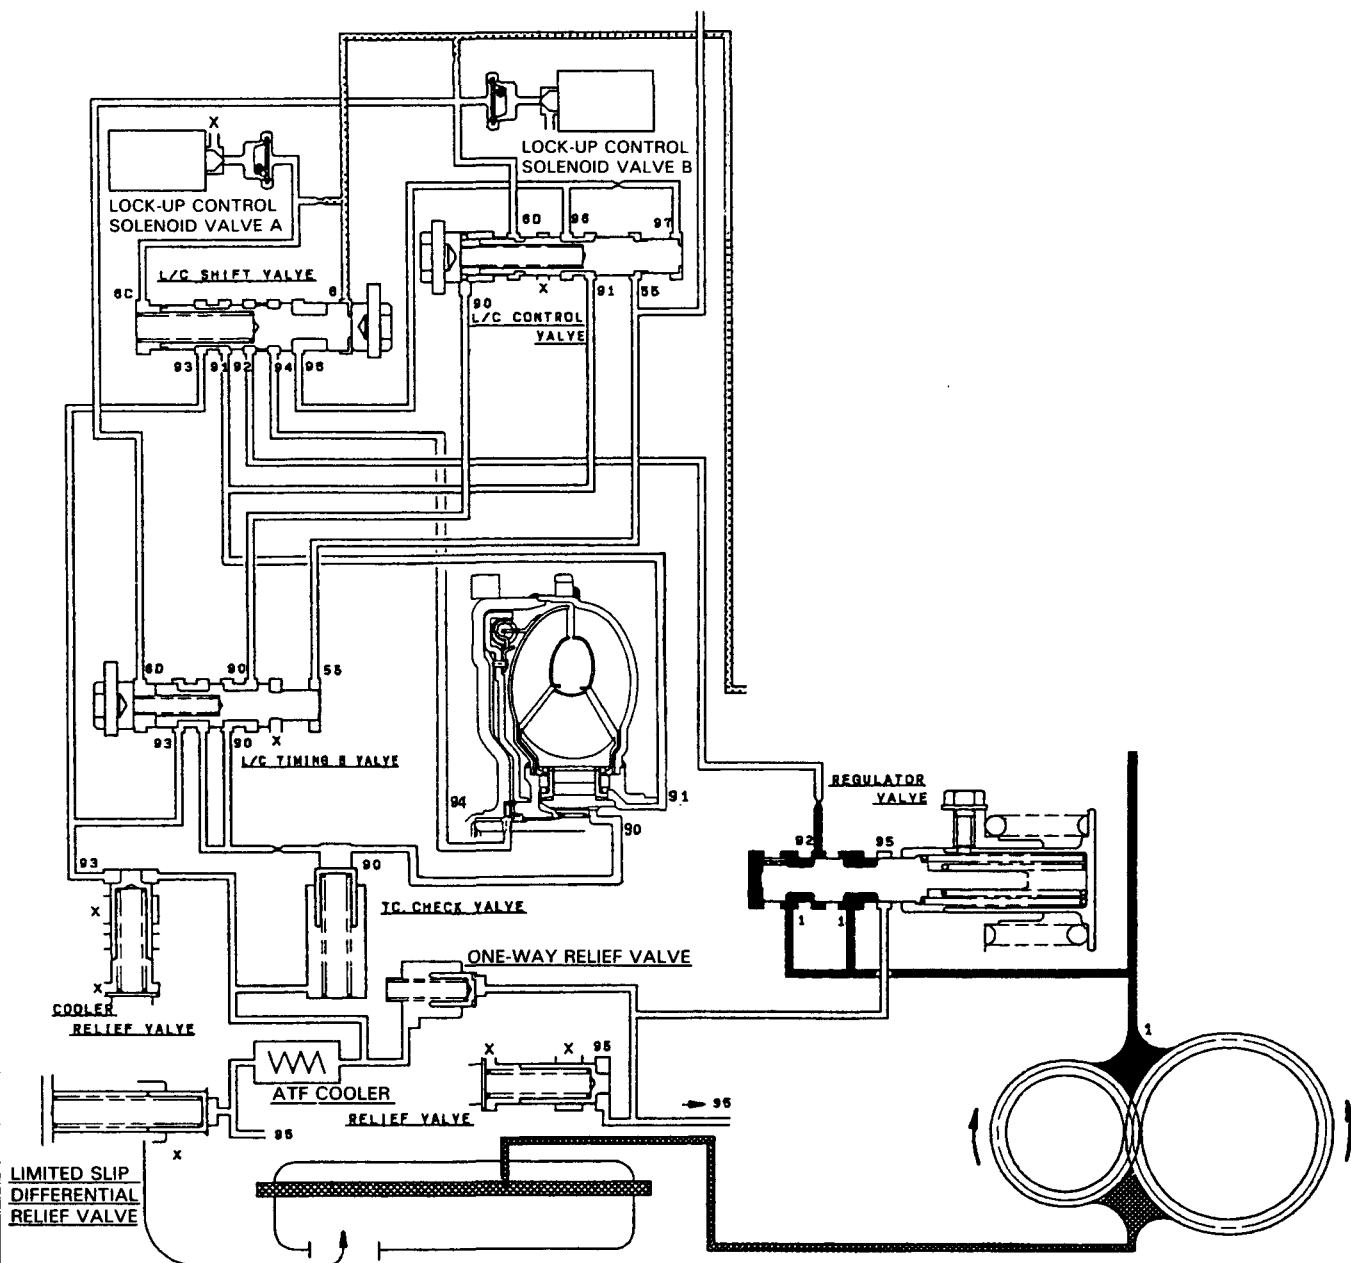 X
LOCK-UP CONTROL
SOLENOID VALVE B
LOCK-UP CONTROL
SOLENOID VALVE A
6D 96 97
L/C SHIFT VALVE
6C 6
X
90 91 55
L/C CONTROL
VALVE
93 91 92 94 96
6D 90 55
93 90 X
L/C TIMING B VALVE
94 91
90
REGULATOR
VALVE
92 95
93 90
X
TC. CHECK VALVE
1 1
ONE-WAY RELIEF VALVE
X
COOLER
RELIEF VALVE
1
X X 95
ATF COOLER
RELIEF VALVE
95
95
X
LIMITED SLIP
DIFFERENTIAL
RELIEF VALVE